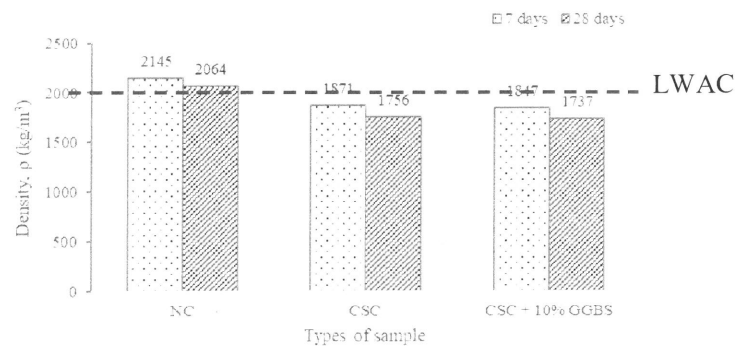 7 days 28 days
2500
2145 2064
2000 1871 1756 1847 1737 LWAC
1500
1000
500
0
Density, ρ (kg/m³)
NC CSC CSC + 10% GGBS
Types of sample